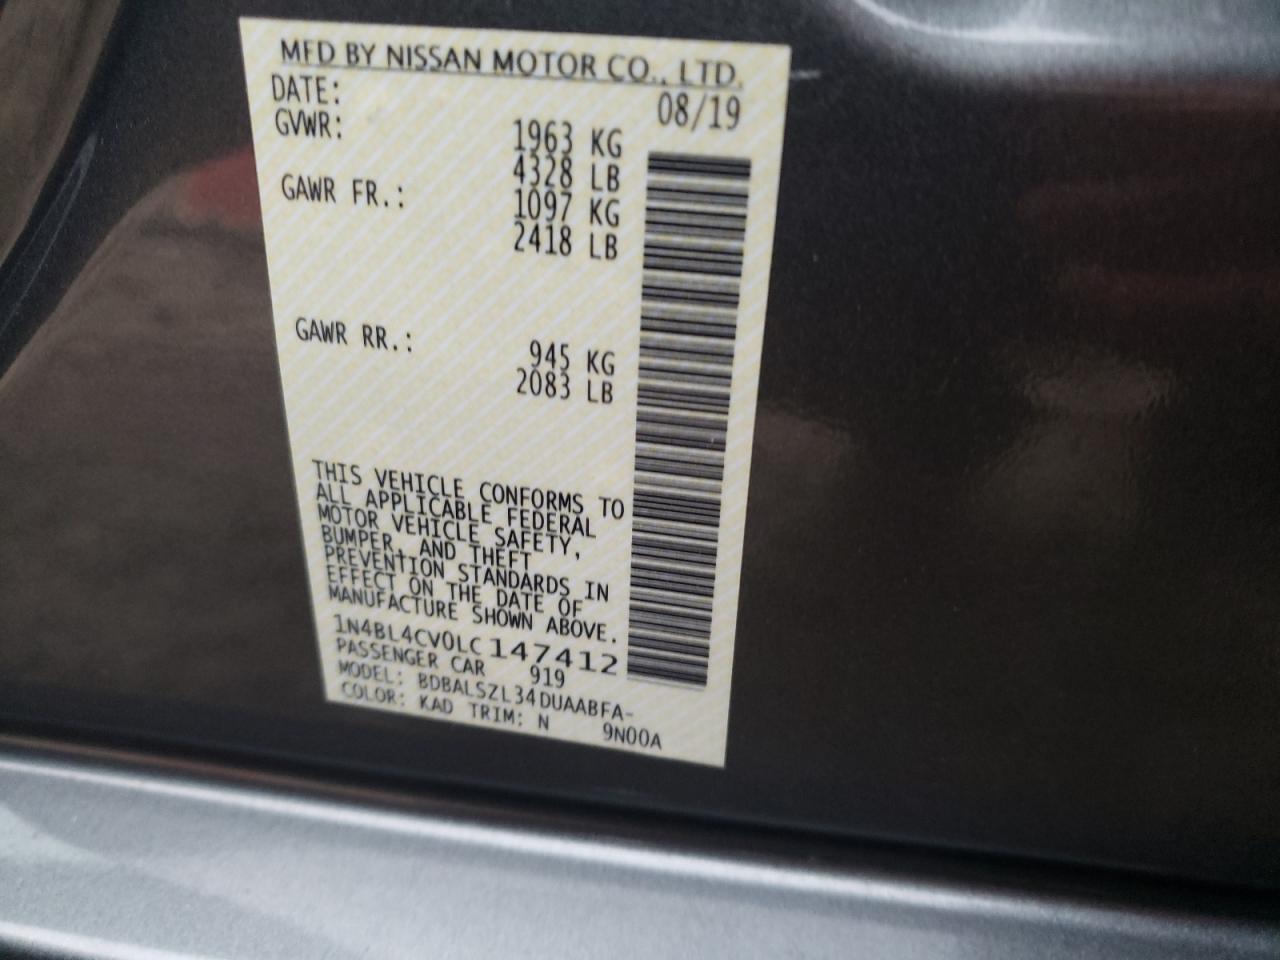 MFD BY NISSAN MOTOR CO., LTD.
DATE: 08/19
GVWR: 1963 KG
4328 LB
GAWR FR.: 1097 KG
2418 LB
GAWR RR.: 945 KG
2083 LB
THIS VEHICLE CONFORMS TO
ALL APPLICABLE FEDERAL
MOTOR VEHICLE SAFETY,
BUMPER, AND THEFT
PREVENTION STANDARDS IN
EFFECT ON THE DATE OF
MANUFACTURE SHOWN ABOVE.
1N4BL4CV0LC147412
PASSENGER CAR 919
MODEL: BDBALSZL34DUAABFA-
COLOR: KAD TRIM: N 9N00A